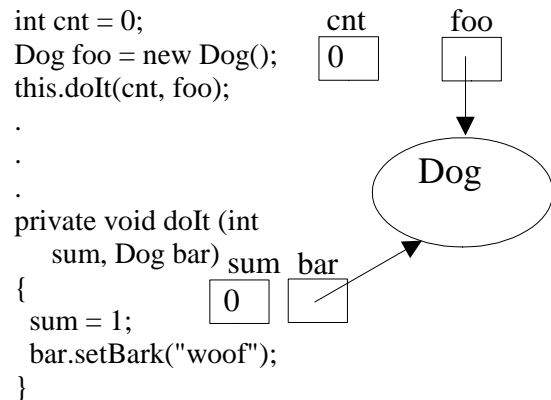 int cnt = 0;
Dog foo = new Dog();
this.doIt(cnt, foo);
.
.
.
private void doIt (int
sum, Dog bar)
{
sum = 1;
bar.setBark("woof");
}
cnt foo
0
Dog
sum bar
0